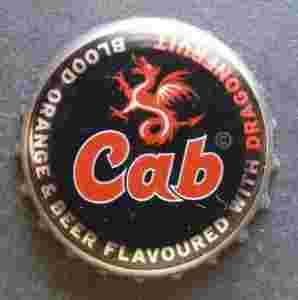 Cab ©
BLOOD ORANGE & BEER FLAVOURED WITH DRAGONFRUIT